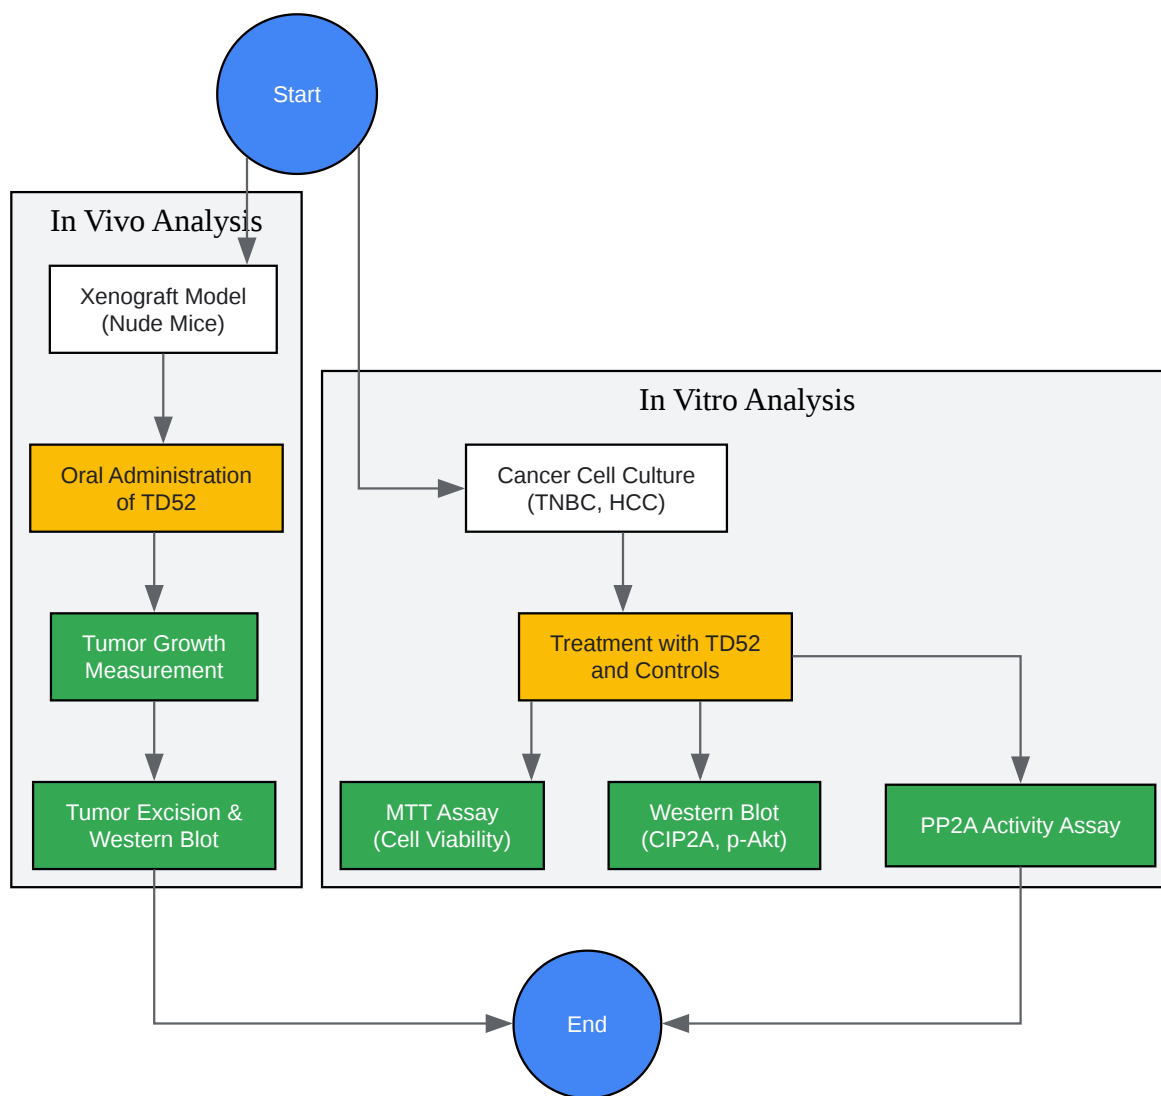 Start
In Vivo Analysis
Xenograft Model
(Nude Mice)
Oral Administration
of TD52
Tumor Growth
Measurement
Tumor Excision &
Western Blot
In Vitro Analysis
Cancer Cell Culture
(TNBC, HCC)
Treatment with TD52
and Controls
MTT Assay
(Cell Viability)
Western Blot
(CIP2A, p-Akt)
PP2A Activity Assay
End